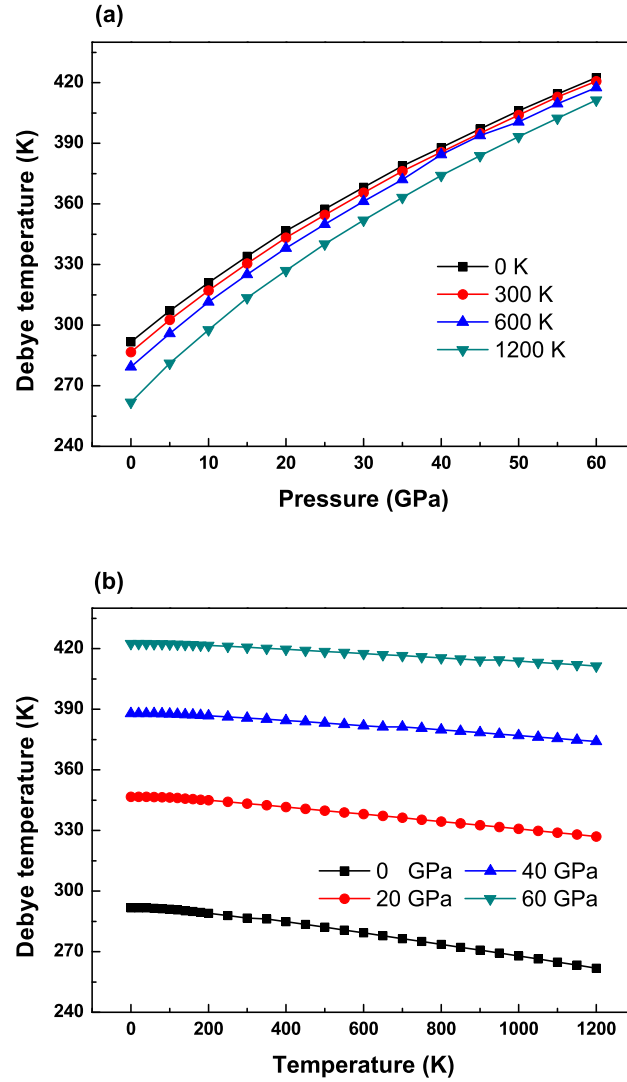 (a)
Debye temperature (K)
420
390
360
330
300
270
240
0 K
300 K
600 K
1200 K
0 10 20 30 40 50 60
Pressure (GPa)
(b)
Debye temperature (K)
420
390
360
330
300
270
240
0 GPa 40 GPa
20 GPa 60 GPa
0 200 400 600 800 1000 1200
Temperature (K)